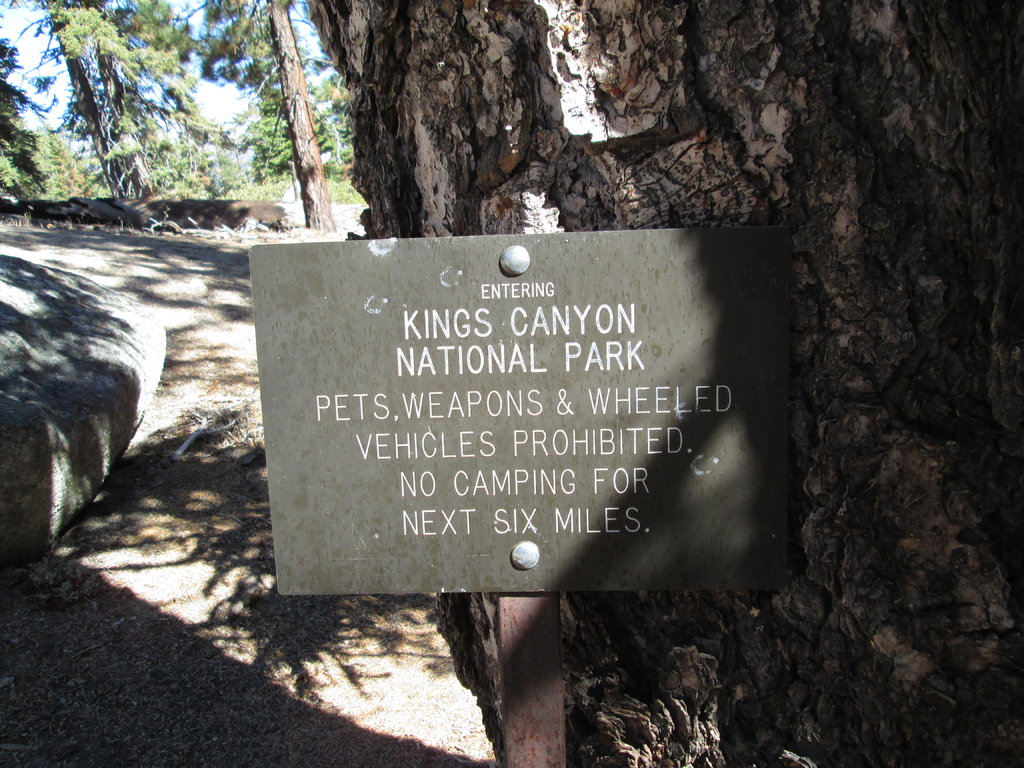 ENTERING
KINGS CANYON
NATIONAL PARK
PETS, WEAPONS & WHEELED
VEHICLES PROHIBITED.
NO CAMPING FOR
NEXT SIX MILES.